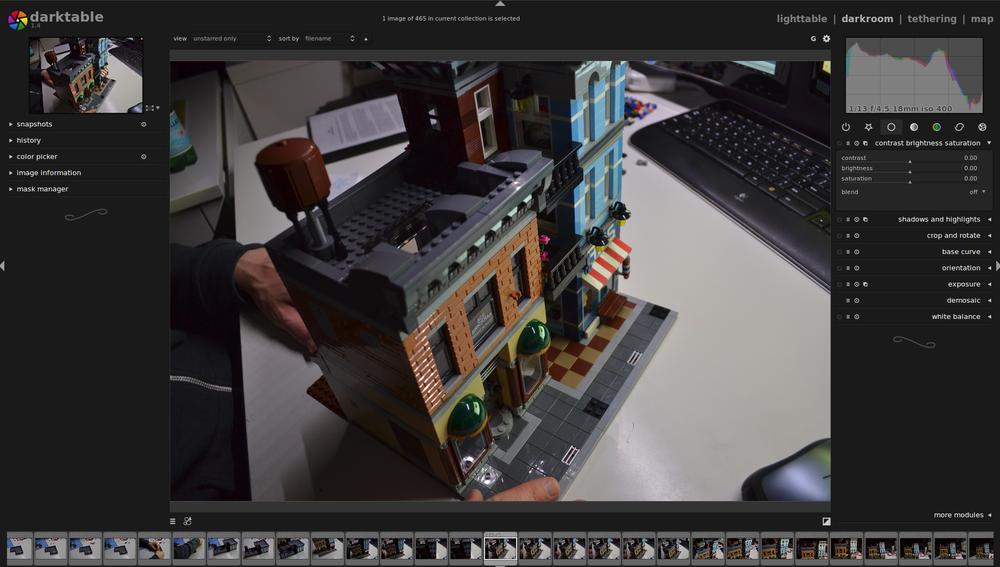 darktable
1.4
1 image of 465 in current collection is selected
lighttable | darkroom | tethering | map
view unstarred only sort by filename
G
1/13 f/4.5 18mm iso 400
snapshots
history
color picker
image information
mask manager
contrast brightness saturation
contrast 0.00
brightness 0.00
saturation 0.00
blend off
shadows and highlights
crop and rotate
base curve
orientation
exposure
demosaic
white balance
more modules